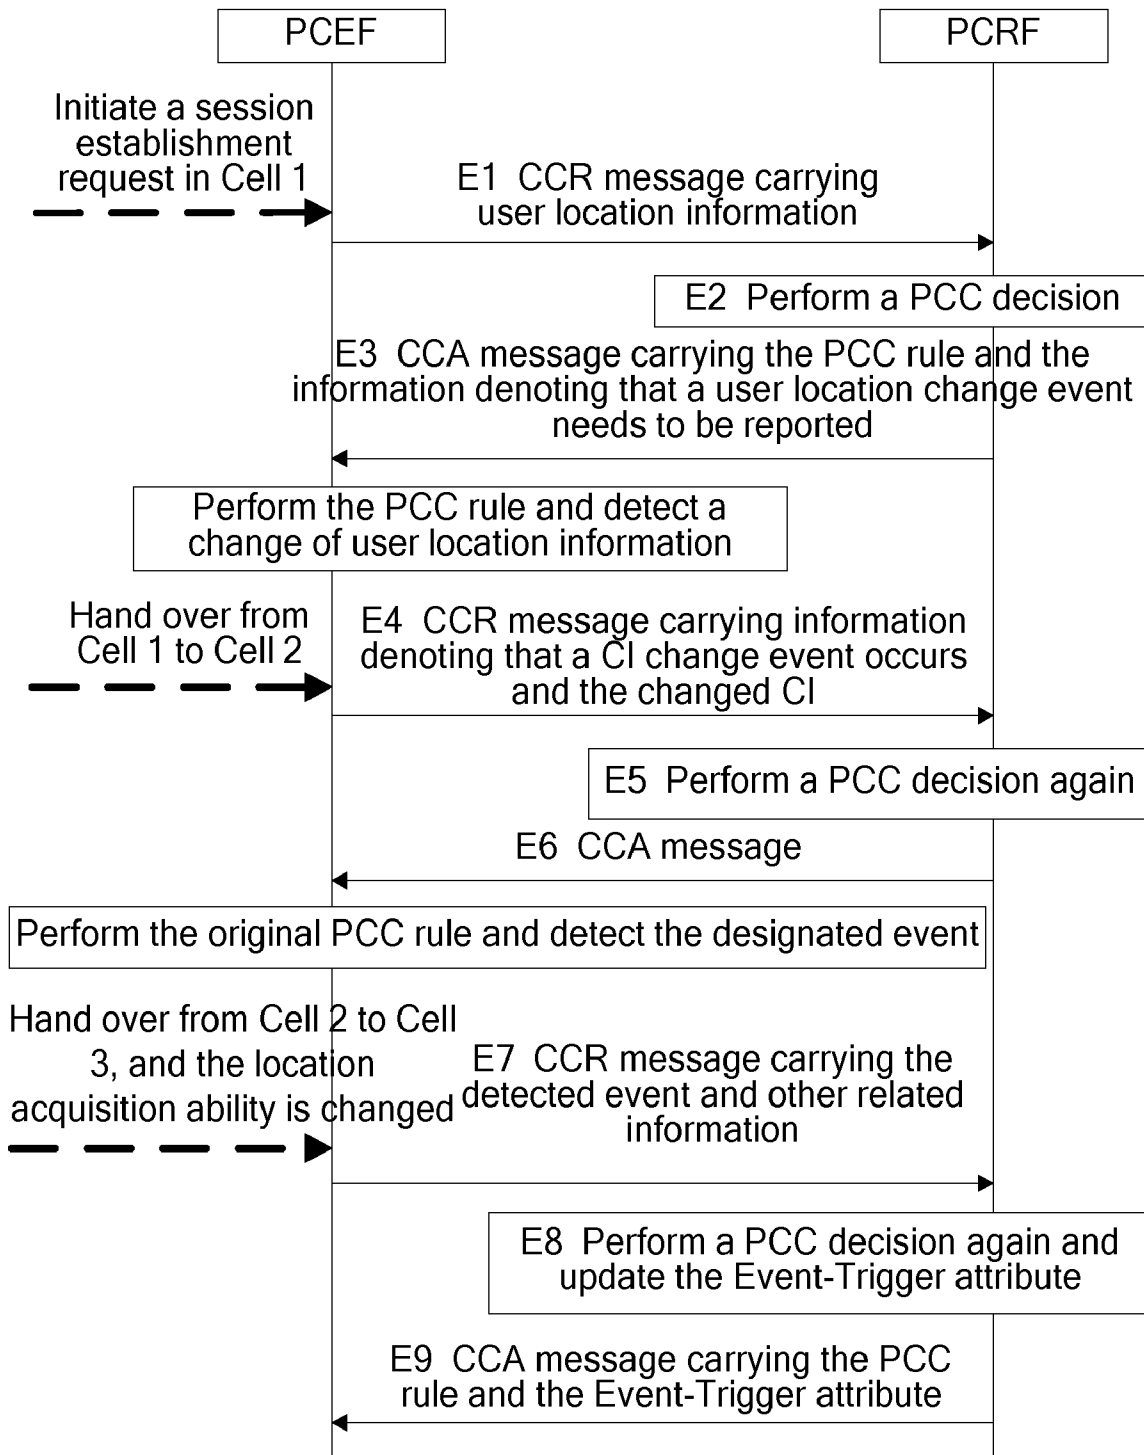 PCEF
PCRF
Initiate a session
establishment
request in Cell 1
E1 CCR message carrying
user location information
E2 Perform a PCC decision
E3 CCA message carrying the PCC rule and the
information denoting that a user location change event
needs to be reported
Perform the PCC rule and detect a
change of user location information
Hand over from
Cell 1 to Cell 2
E4 CCR message carrying information
denoting that a CI change event occurs
and the changed CI
E5 Perform a PCC decision again
E6 CCA message
Perform the original PCC rule and detect the designated event
Hand over from Cell 2 to Cell
3, and the location
acquisition ability is changed
E7 CCR message carrying the
detected event and other related
information
E8 Perform a PCC decision again and
update the Event-Trigger attribute
E9 CCA message carrying the PCC
rule and the Event-Trigger attribute